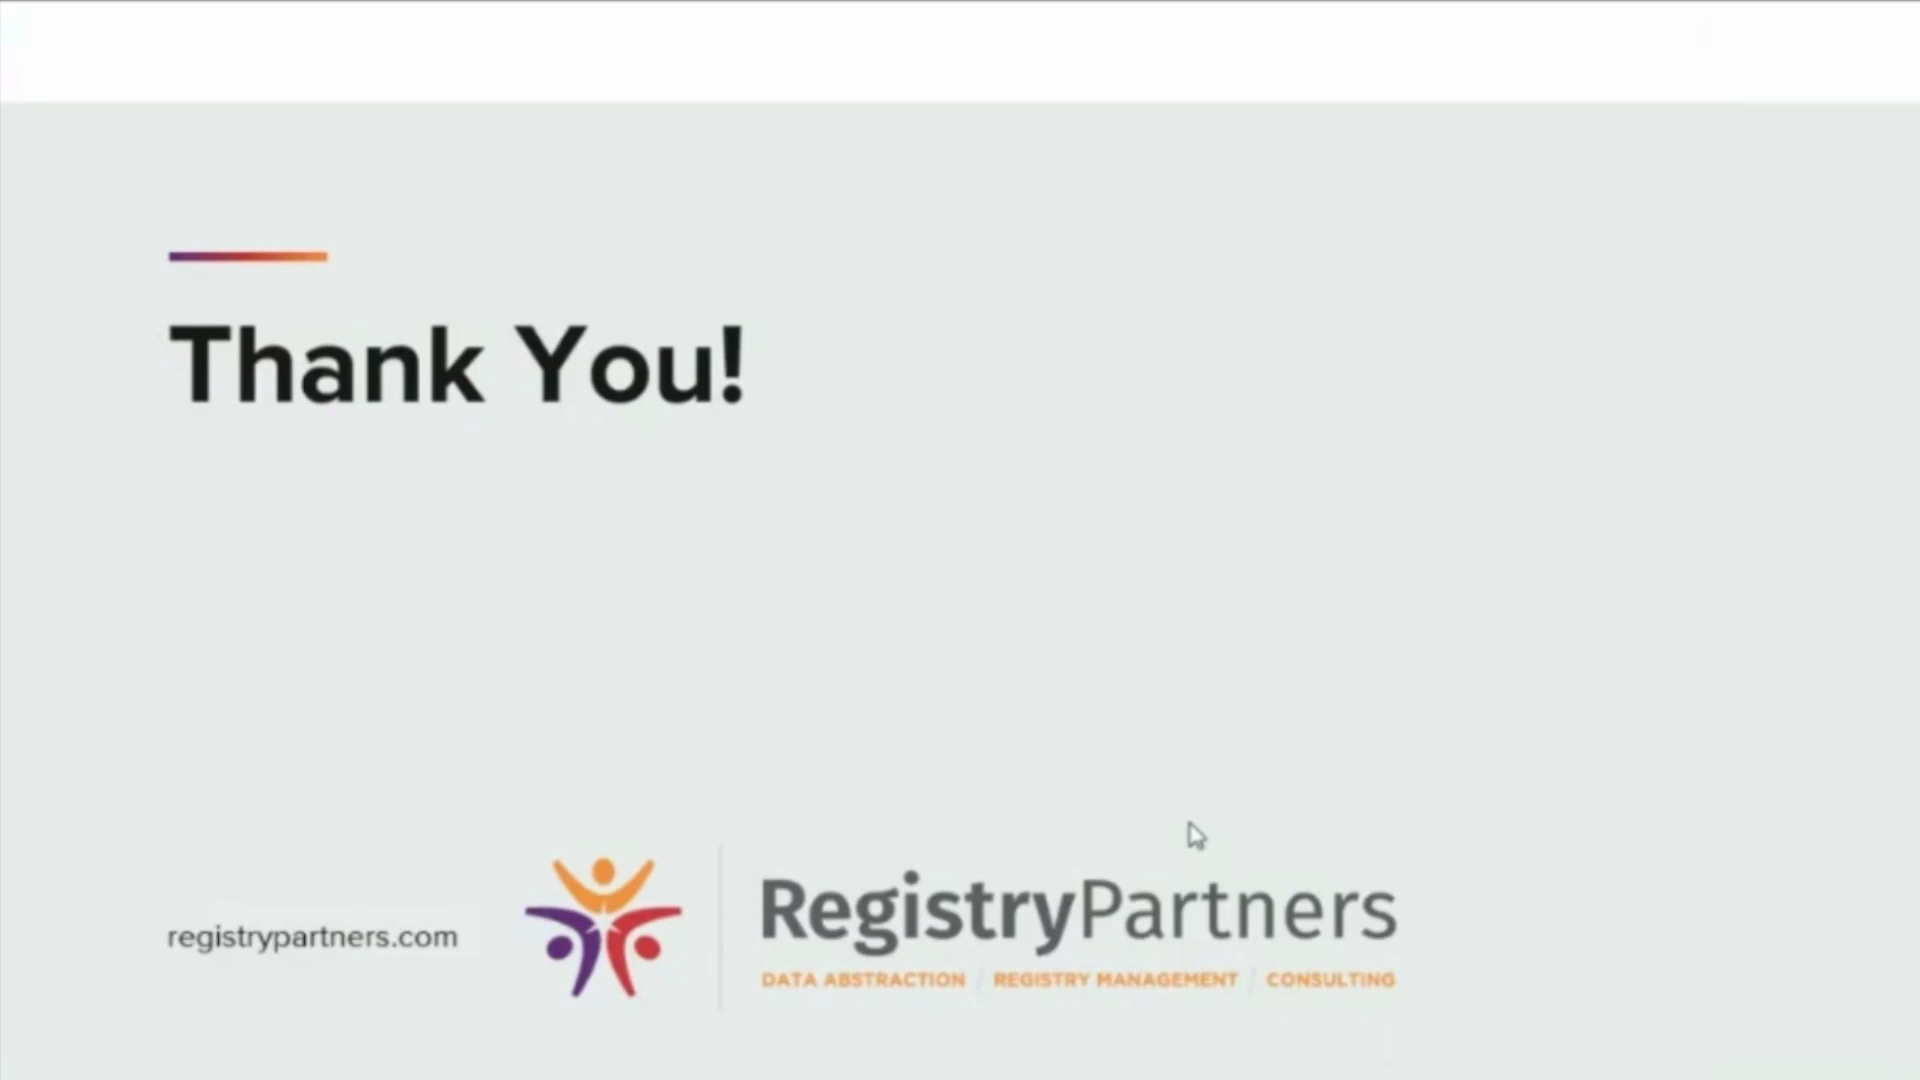 Thank You!
registrypartners.com
RegistryPartners
DATA ABSTRACTION / REGISTRY MANAGEMENT / CONSULTING